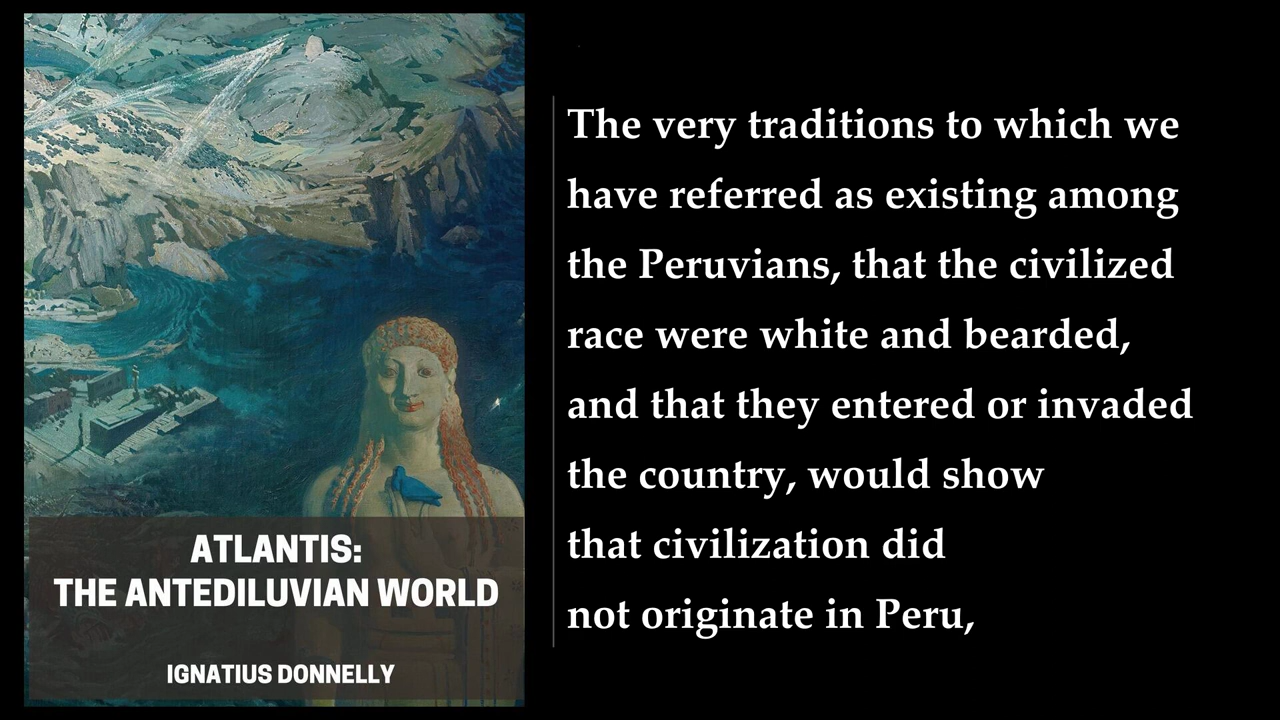 ATLANTIS:
THE ANTEDILUVIAN WORLD
IGNATIUS DONNELLY
The very traditions to which we
have referred as existing among
the Peruvians, that the civilized
race were white and bearded,
and that they entered or invaded
the country, would show
that civilization did
not originate in Peru,